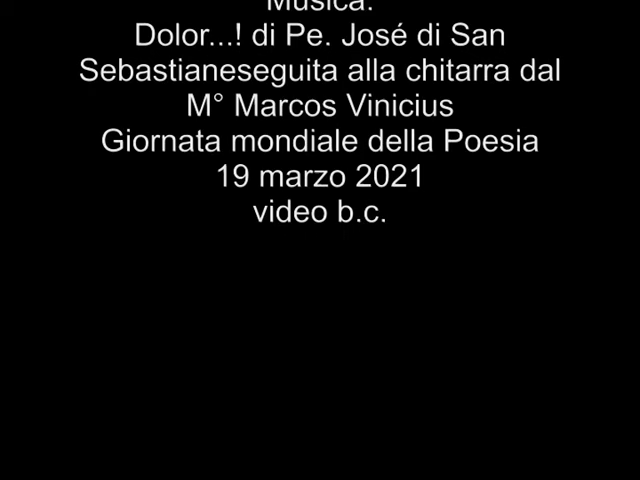 Musica:
Dolor...! di Pe. José di San
Sebastianeseguita alla chitarra dal
M° Marcos Vinicius
Giornata mondiale della Poesia
19 marzo 2021
video b.c.